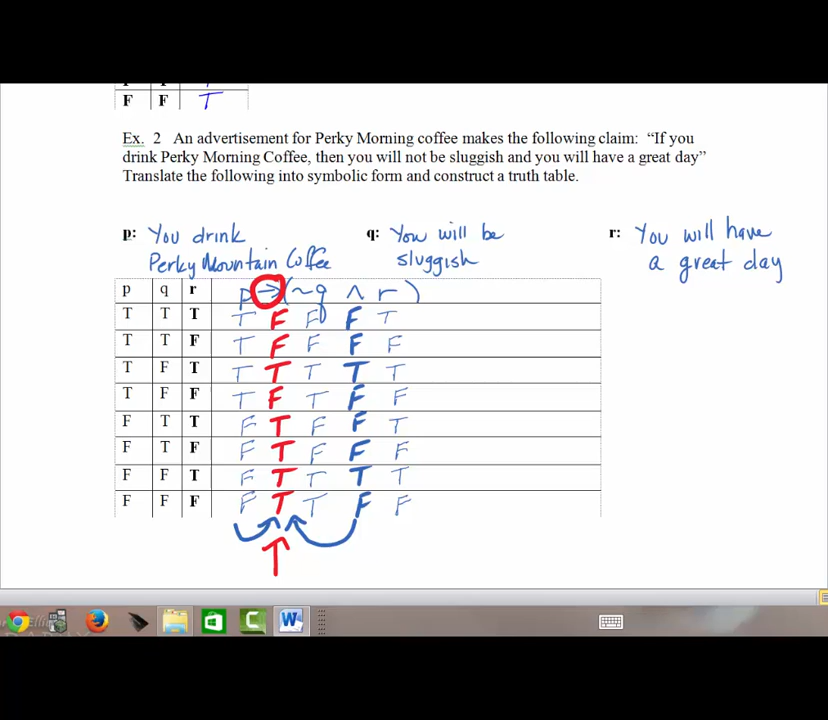 F F T
Ex. 2 An advertisement for Perky Morning coffee makes the following claim: “If you
drink Perky Morning Coffee, then you will not be sluggish and you will have a great day”
Translate the following into symbolic form and construct a truth table.
p: You drink q: You will be r: You will have
Perky Mountain Coffee sluggish a great day
p q r p → (~q ∧ r)
T T T T F F F T
T T F T F F F F
T F T T T T T T
T F F T F T F F
F T T F T F F T
F T F F T F F F
F F T F T T T T
F F F F T T F F